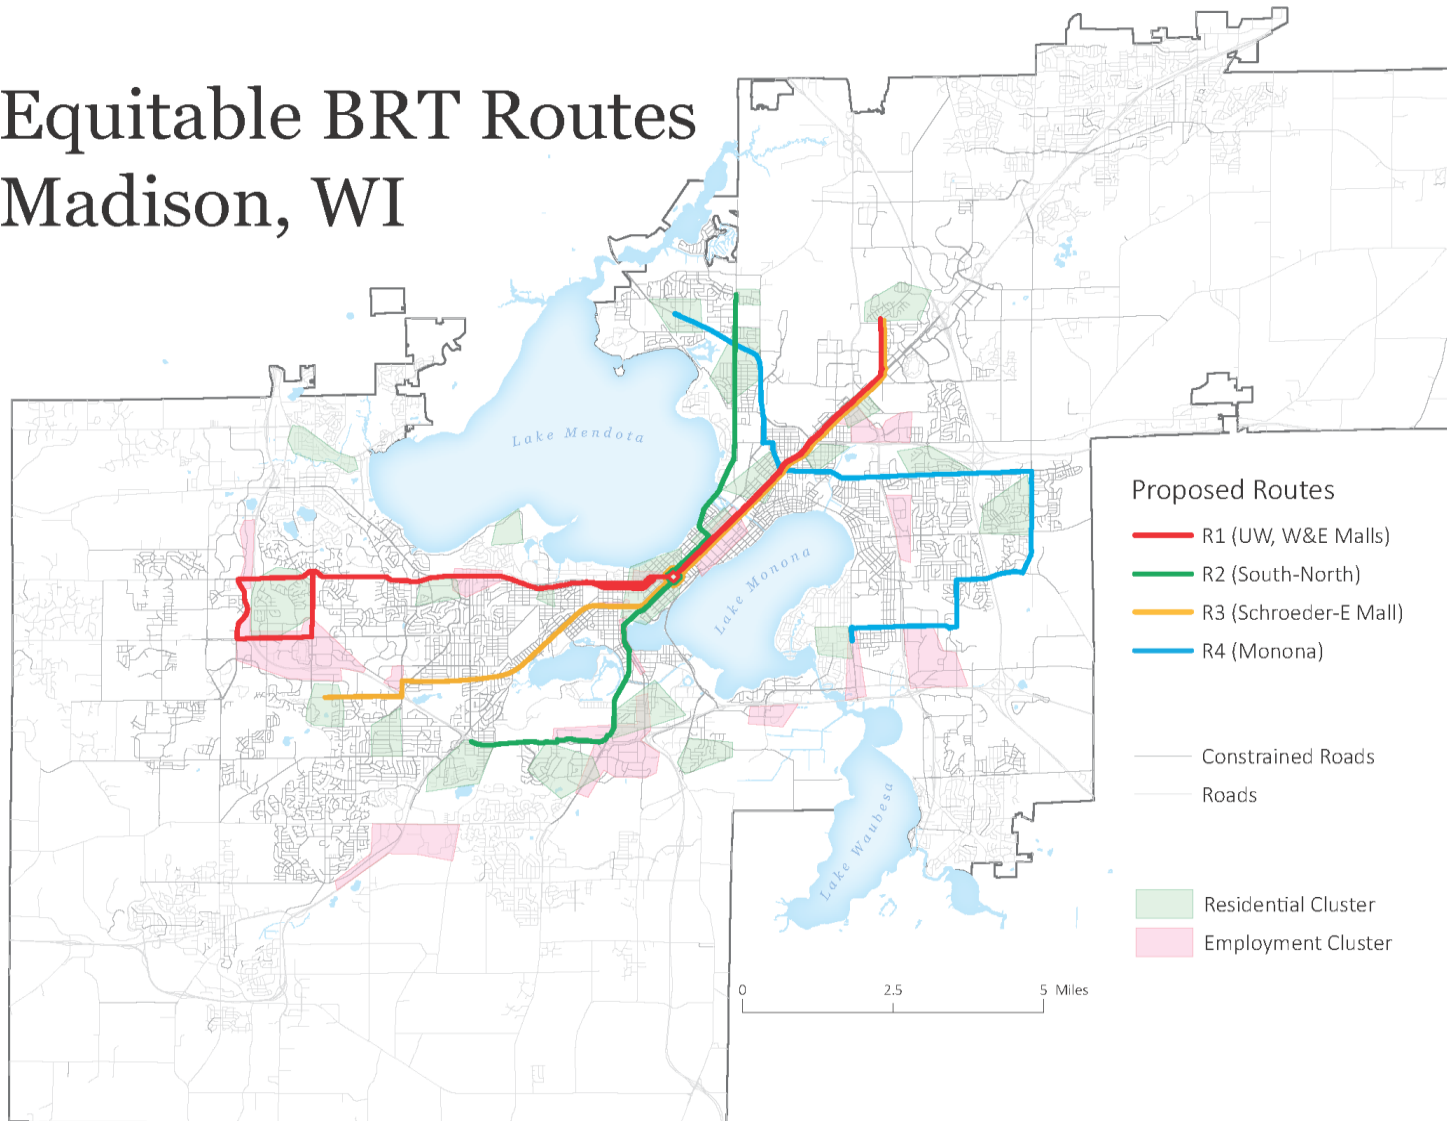 Equitable BRT Routes
Madison, WI
Lake Mendota
Lake Monona
Lake Waubesa
Proposed Routes
R1 (UW, W&E Malls)
R2 (South-North)
R3 (Schroeder-E Mall)
R4 (Monona)
Constrained Roads
Roads
Residential Cluster
Employment Cluster
0 2.5 5 Miles